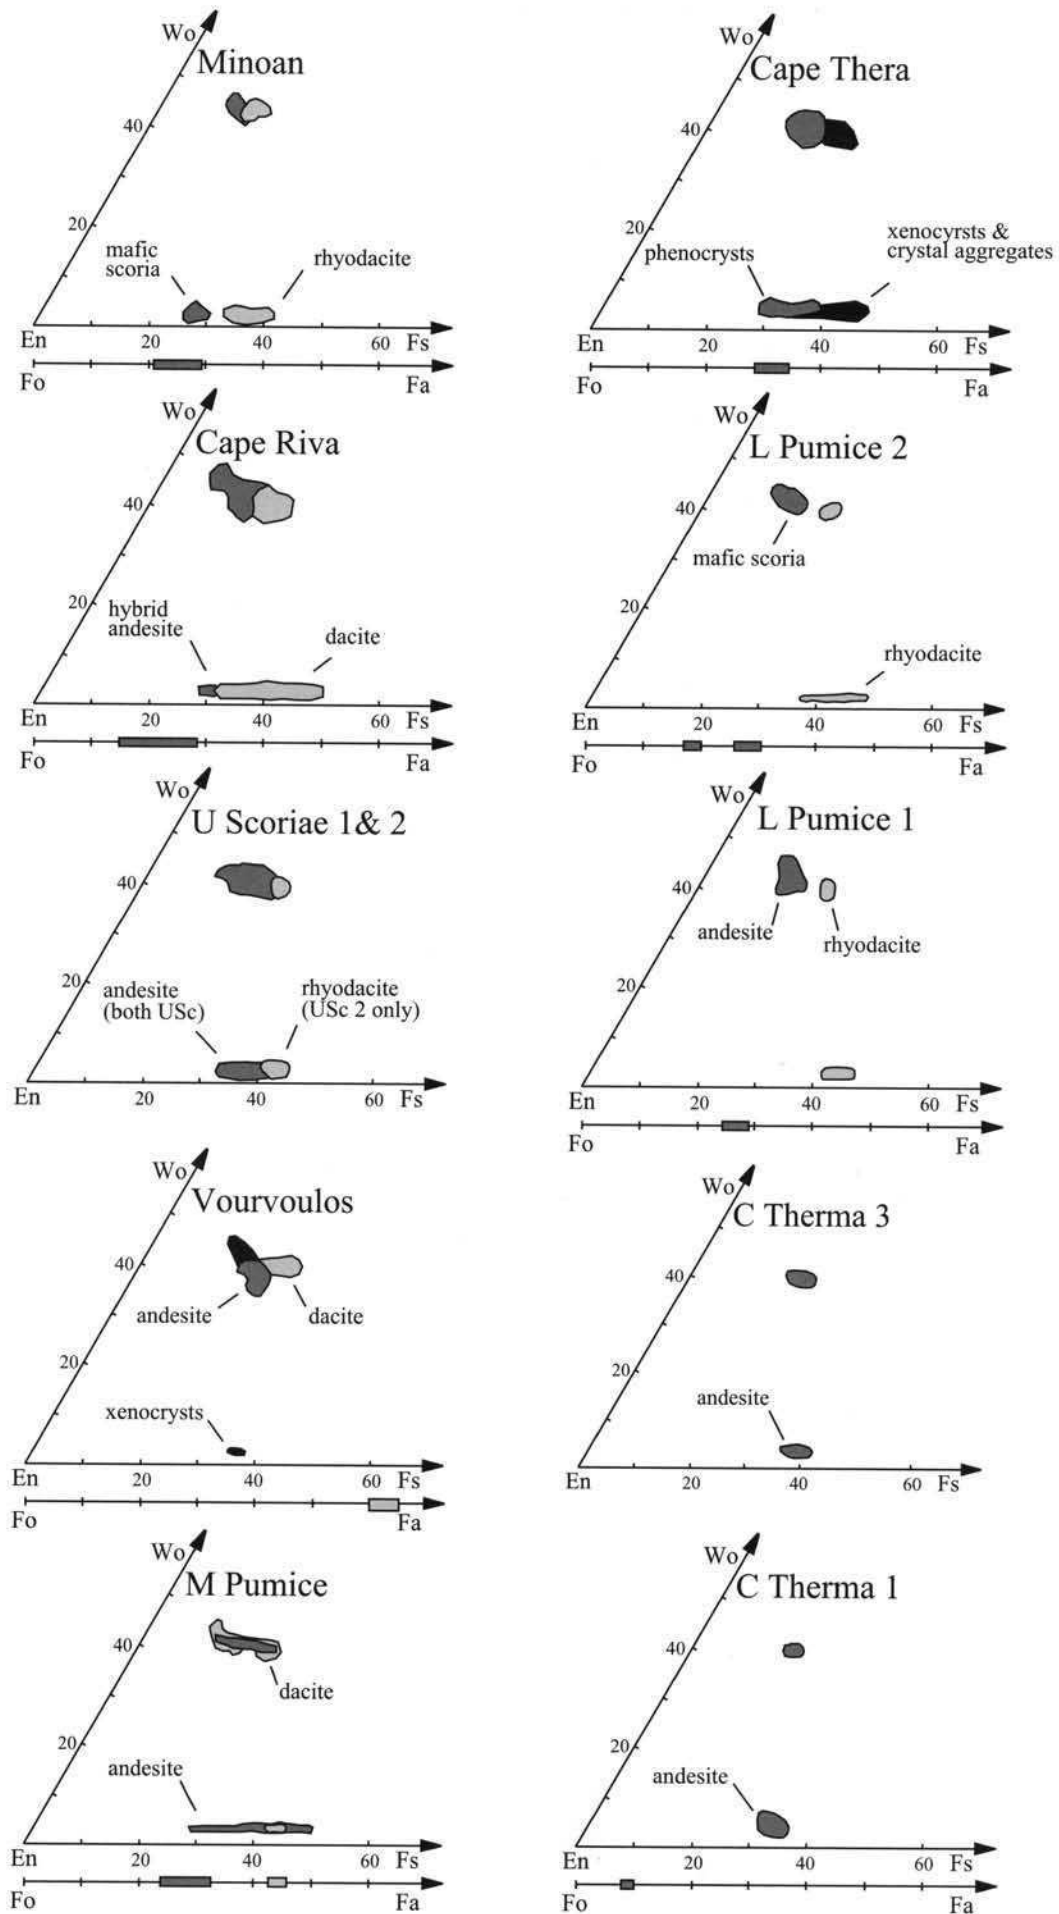 Wo
Minoan
40
20
mafic
scoria
rhyodacite
En
20
40
60
Fs
Fo
Fa
Wo
Cape Thera
40
20
phenocrysts
xenocyrsts &
crystal aggregates
En
20
40
60
Fs
Fo
Fa
Wo
Cape Riva
40
20
hybrid
andesite
dacite
En
20
40
60
Fs
Fo
Fa
Wo
L Pumice 2
40
mafic scoria
20
rhyodacite
En
20
40
60
Fs
Fo
Fa
Wo
U Scoriae 1& 2
40
20
andesite
(both USc)
rhyodacite
(USc 2 only)
En
20
40
60
Fs
Wo
L Pumice 1
40
andesite
rhyodacite
20
En
20
40
60
Fs
Fo
Fa
Wo
Vourvoulos
40
andesite
dacite
20
xenocrysts
En
20
40
60
Fs
Fo
Fa
Wo
C Therma 3
40
20
andesite
En
20
40
60
Fs
Wo
M Pumice
40
dacite
20
andesite
En
20
40
60
Fs
Fo
Fa
Wo
C Therma 1
40
20
andesite
En
20
40
60
Fs
Fo
Fa